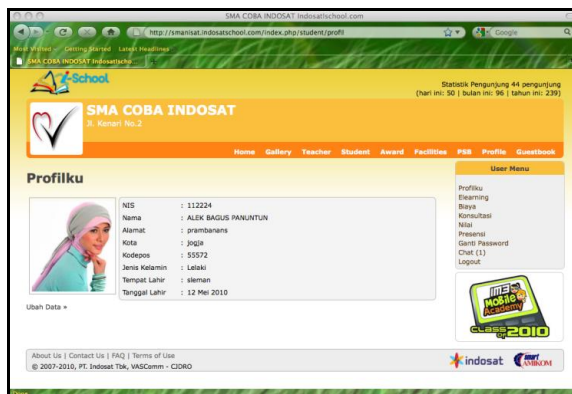 SMA COBA INDOSAT Indosatischool.com
http://smanisat.indosatschool.com/index.php/student/profil
Google
Most Visited Getting Started Latest Headlines
SMA COBA INDOSAT Indosatischo...
i-School
Statistik Pengunjung 44 pengunjung
(hari ini: 50 | bulan ini: 96 | tahun ini: 239)
SMA COBA INDOSAT
Jl. Kenari No.2
Home Gallery Teacher Student Award Facilities PSB Profile Guestbook
Profilku
NIS : 112224
Nama : ALEK BAGUS PANUNTUN
Alamat : prambanans
Kota : jogja
Kodepos : 55572
Jenis Kelamin : Lelaki
Tempat Lahir : sleman
Tanggal Lahir : 12 Mei 2010
Ubah Data »
User Menu
Profilku
Elearning
Biaya
Konsultasi
Nilai
Presensi
Ganti Password
Chat (1)
Logout
im3
Mobile
Academy
CLASS of 2010
About Us | Contact Us | FAQ | Terms of Use
© 2007-2010, PT. Indosat Tbk, VASComm - CJDRO
indosat
smart
AMIKOM